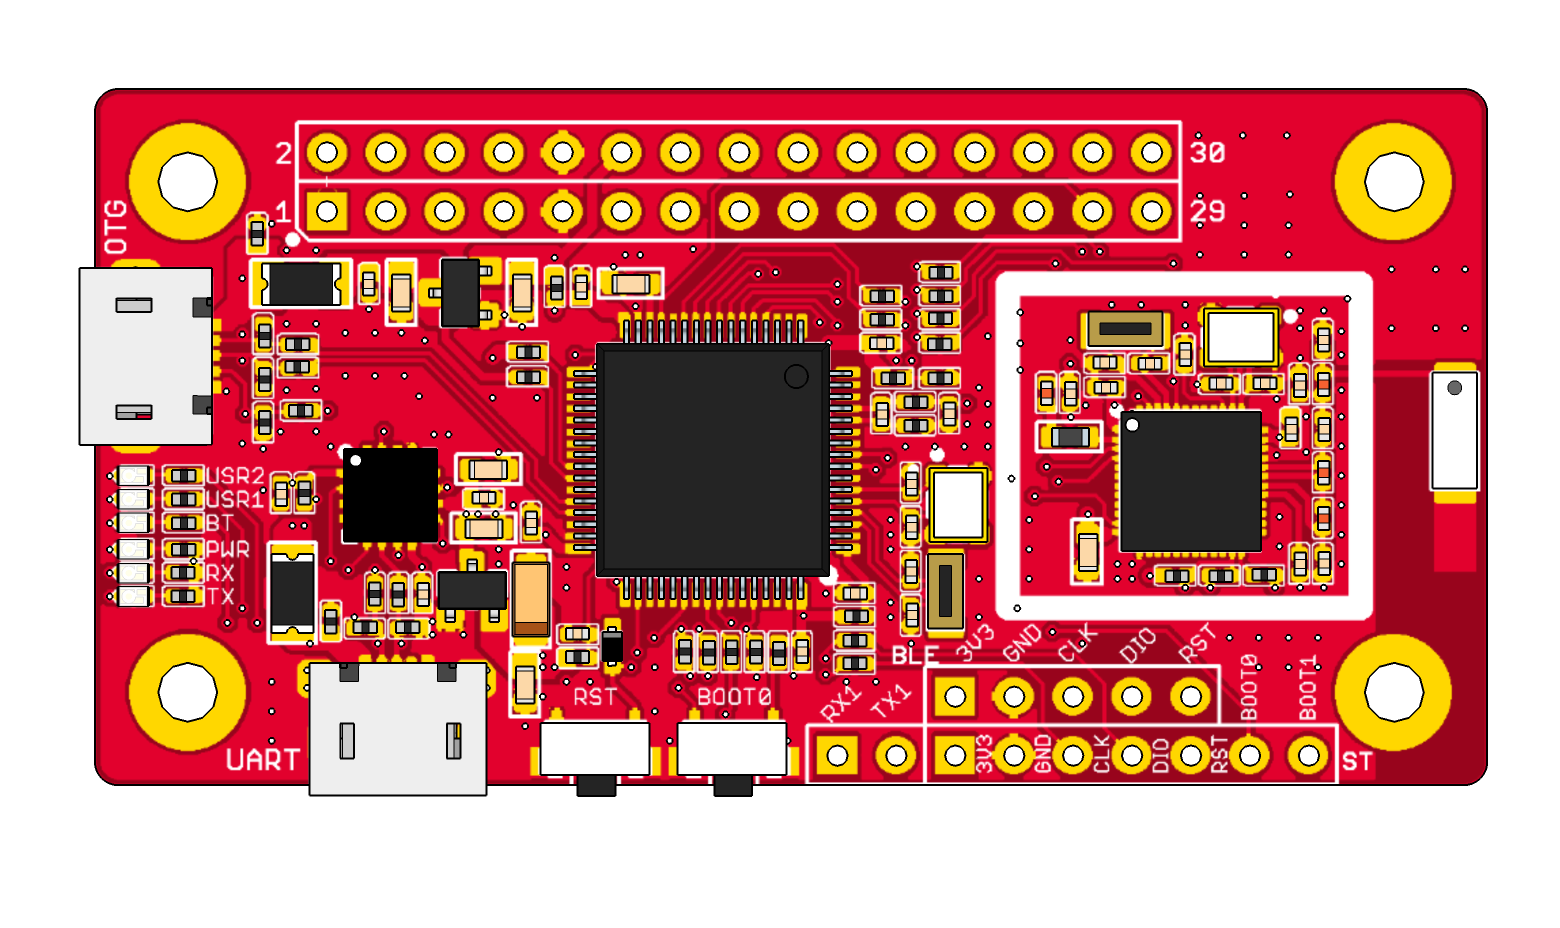 2
30
1
29
OTG
USR2
USR1
BT
PWR
RX
TX
BLE
3V3
GND
CLK
DIO
RST
RST
BOOT0
RX1
TX1
BOOT0
BOOT1
UART
3V3
GND
CLK
DIO
RST
ST